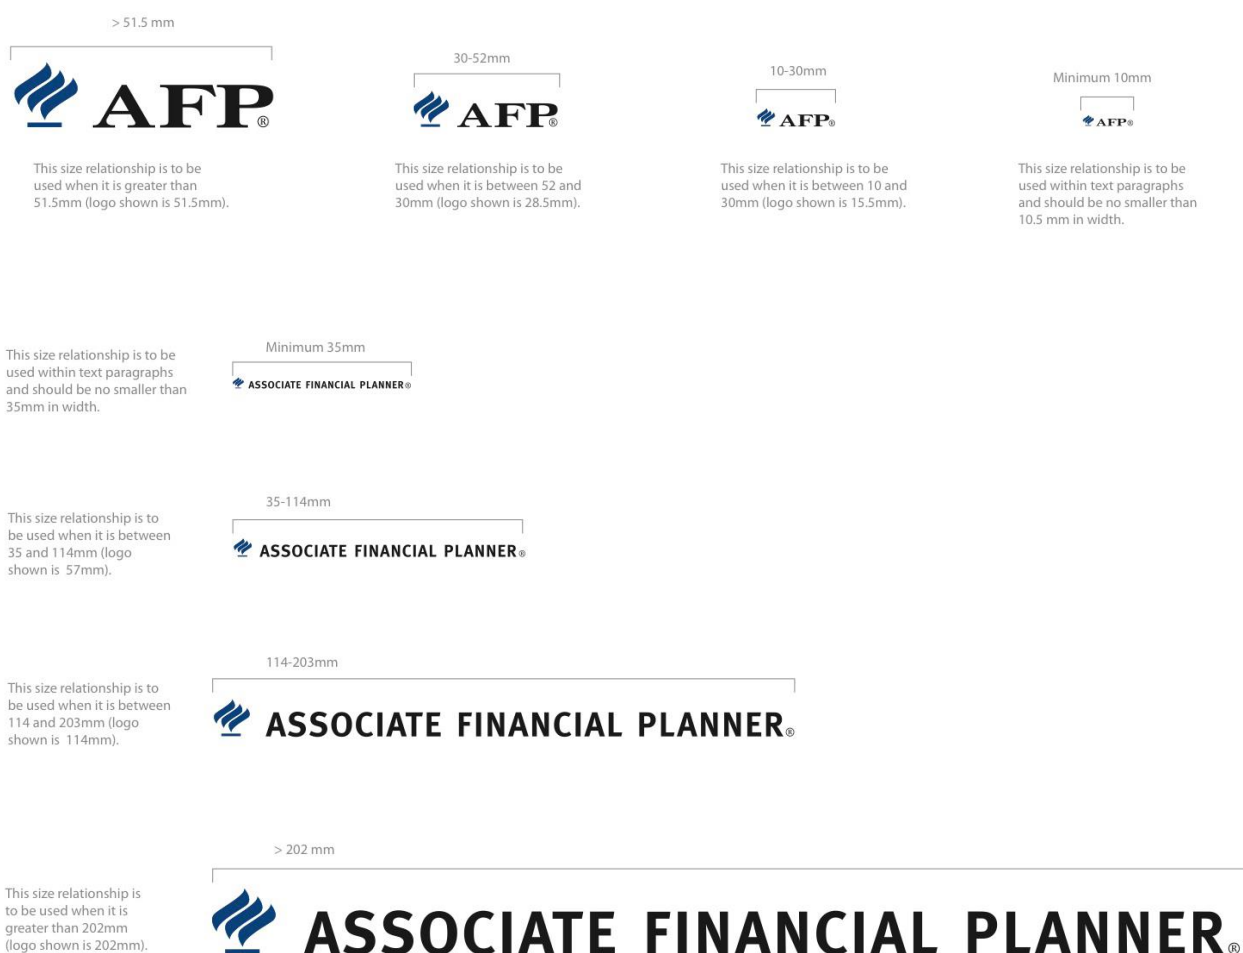 > 51.5 mm
AFP®
This size relationship is to be
used when it is greater than
51.5mm (logo shown is 51.5mm).
30-52mm
AFP®
This size relationship is to be
used when it is between 52 and
30mm (logo shown is 28.5mm).
10-30mm
AFP®
This size relationship is to be
used when it is between 10 and
30mm (logo shown is 15.5mm).
Minimum 10mm
AFP®
This size relationship is to be
used within text paragraphs
and should be no smaller than
10.5 mm in width.
This size relationship is to be
used within text paragraphs
and should be no smaller than
35mm in width.
Minimum 35mm
ASSOCIATE FINANCIAL PLANNER®
This size relationship is to
be used when it is between
35 and 114mm (logo
shown is 57mm).
35-114mm
ASSOCIATE FINANCIAL PLANNER®
This size relationship is to
be used when it is between
114 and 203mm (logo
shown is 114mm).
114-203mm
ASSOCIATE FINANCIAL PLANNER®
This size relationship is
to be used when it is
greater than 202mm
(logo shown is 202mm).
> 202 mm
ASSOCIATE FINANCIAL PLANNER®